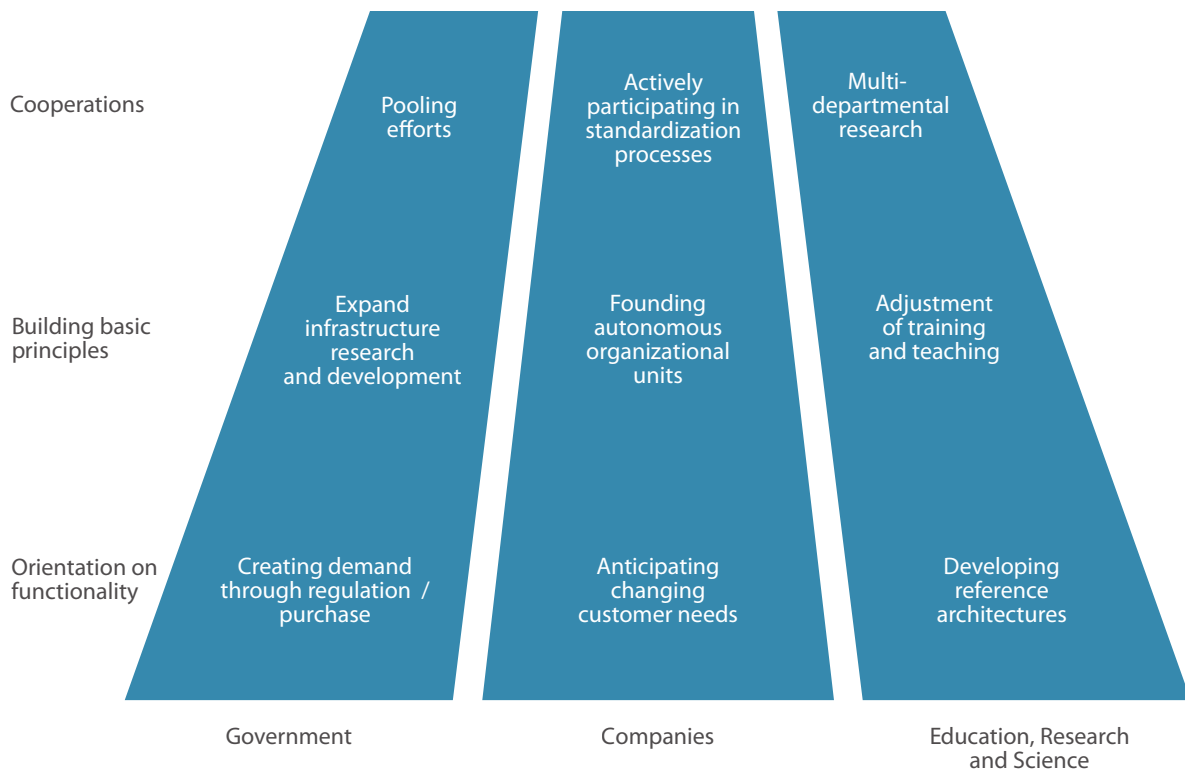 Cooperations
Pooling
efforts
Actively
participating in
standardization
processes
Multi-
departmental
research
Building basic
principles
Expand
infrastructure
research
and development
Founding
autonomous
organizational
units
Adjustment
of training
and teaching
Orientation on
functionality
Creating demand
through regulation /
purchase
Anticipating
changing
customer needs
Developing
reference
architectures
Government
Companies
Education, Research
and Science